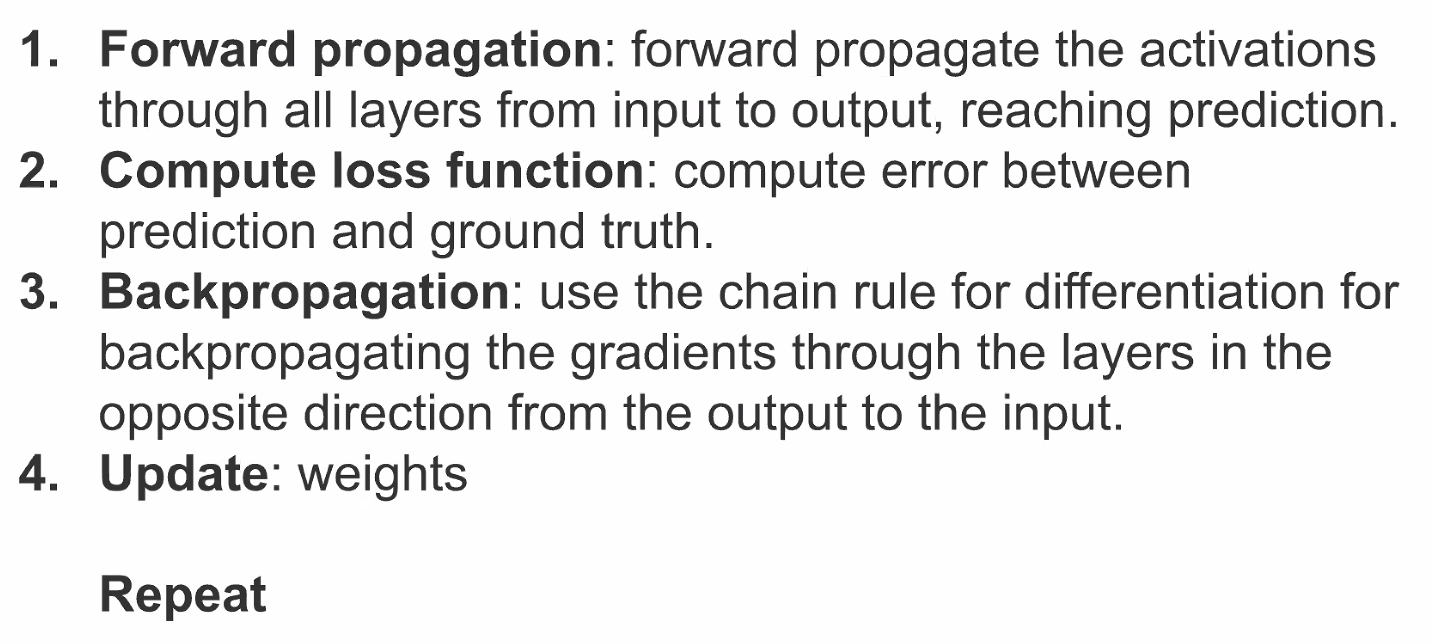 1. Forward propagation: forward propagate the activations
through all layers from input to output, reaching prediction.
2. Compute loss function: compute error between
prediction and ground truth.
3. Backpropagation: use the chain rule for differentiation for
backpropagating the gradients through the layers in the
opposite direction from the output to the input.
4. Update: weights
Repeat